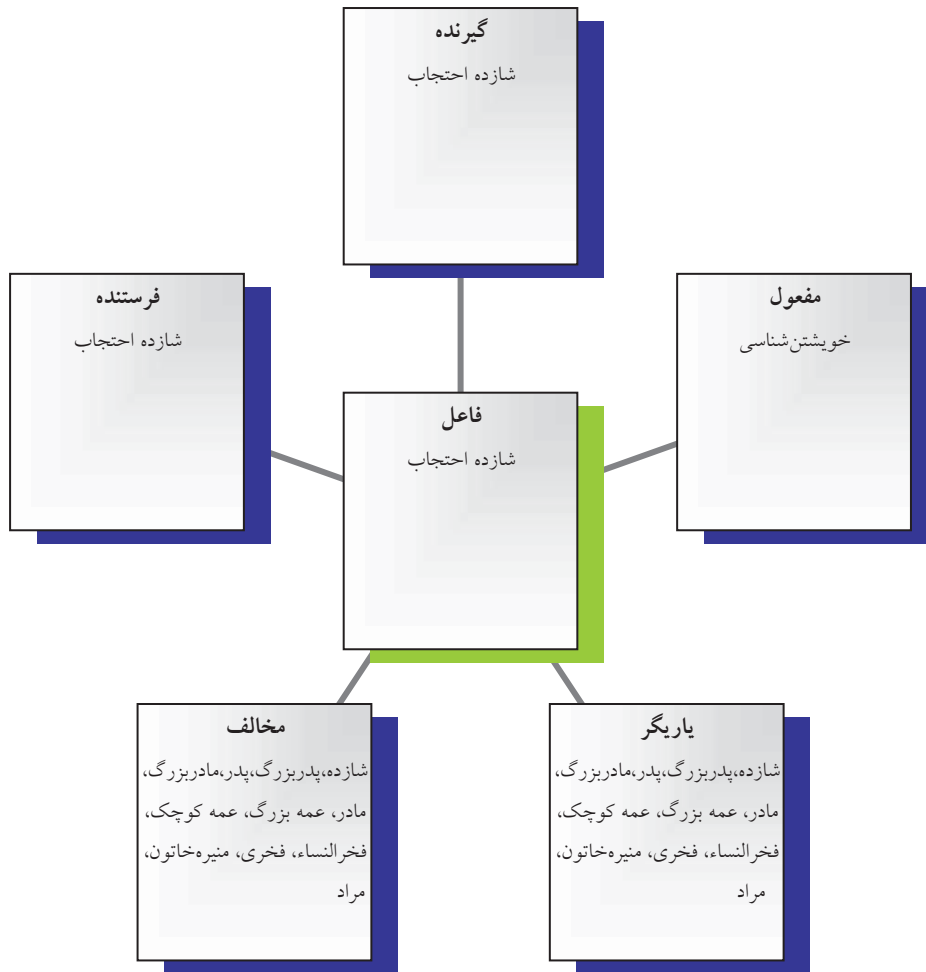 گیرنده
شازده احتجاب
مفعول
خویشتن‌شناسی
فرستنده
شازده احتجاب
فاعل
شازده احتجاب
یاریگر
شازده،پدربزرگ،پدر،مادربزرگ،
مادر، عمه بزرگ، عمه کوچک،
فخرالنساء، فخری، منیره‌خاتون،
مراد
مخالف
شازده،پدربزرگ،پدر،مادربزرگ،
مادر، عمه بزرگ، عمه کوچک،
فخرالنساء، فخری، منیره‌خاتون،
مراد